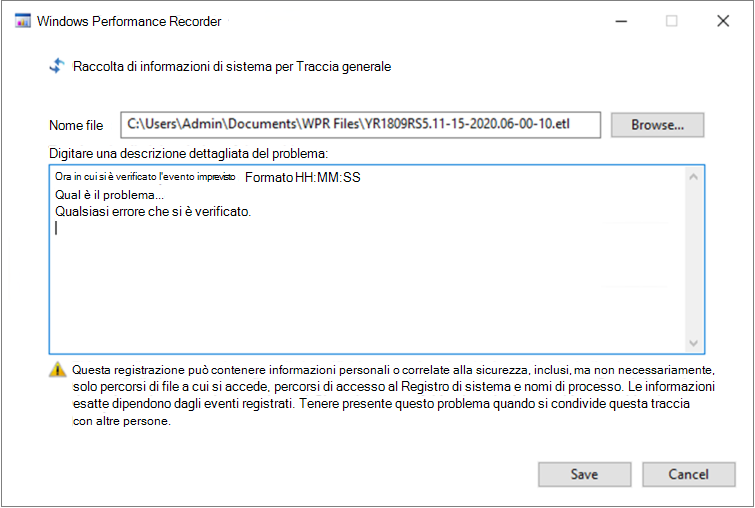 Windows Performance Recorder
Raccolta di informazioni di sistema per Traccia generale
Nome file C:\Users\Admin\Documents\WPR Files\YR1809RS5.11-15-2020.06-00-10.etl Browse...
Digitare una descrizione dettagliata del problema:
Ora in cui si è verificato l'evento imprevisto Formato HH:MM:SS
Qual è il problema...
Qualsiasi errore che si è verificato.
Questa registrazione può contenere informazioni personali o correlate alla sicurezza, inclusi, ma non necessariamente,
solo percorsi di file a cui si accede, percorsi di accesso al Registro di sistema e nomi di processo. Le informazioni
esatte dipendono dagli eventi registrati. Tenere presente questo problema quando si condivide questa traccia
con altre persone.
Save Cancel